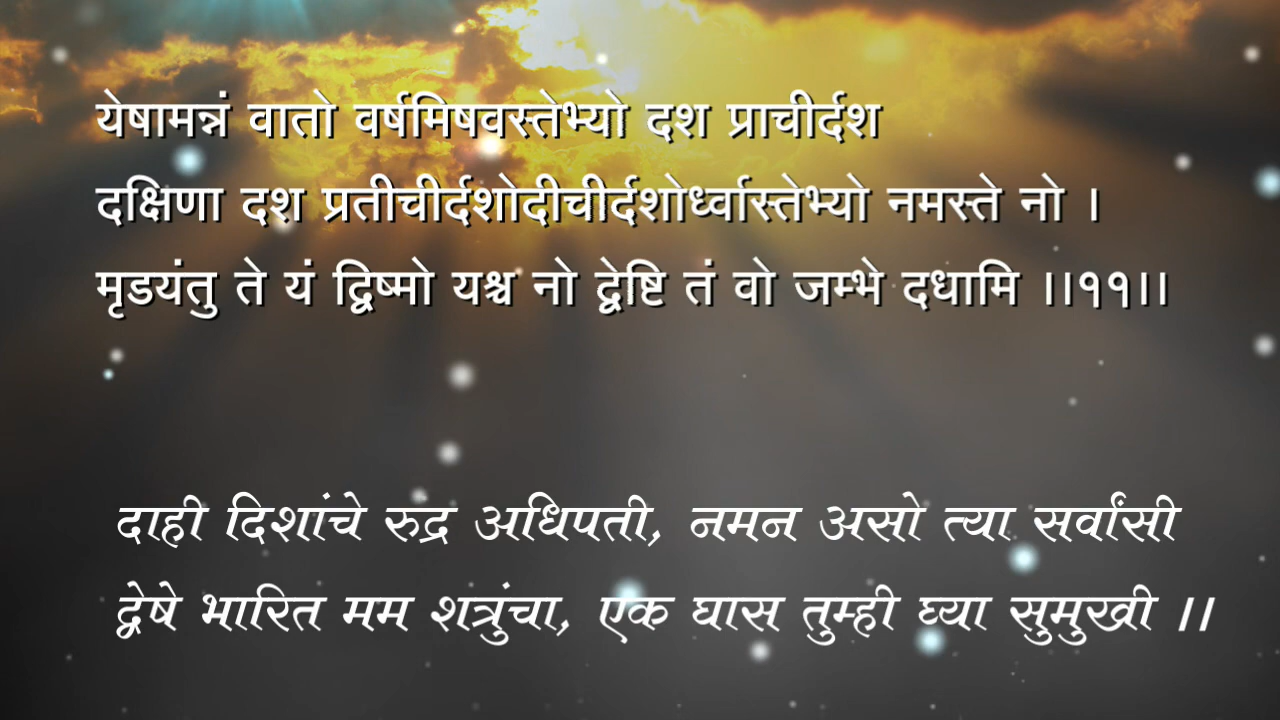 येषामन्नं वातो वर्षमिषवस्तेभ्यो दश प्राचीर्दश
दक्षिणा दश प्रतीचीर्दशोदीचीर्दशोर्ध्वास्तेभ्यो नमस्ते नो ।
मृडयंतु ते यं द्विष्मो यश्च नो द्वेष्टि तं वो जम्भे दधामि ।।११।।
दाही दिशांचे रुद्र अधिपती, नमन असो त्या सर्वांसी
द्वेषे भारित मम शत्रुंचा, एक घास तुम्ही घ्या सुमुखी ।।